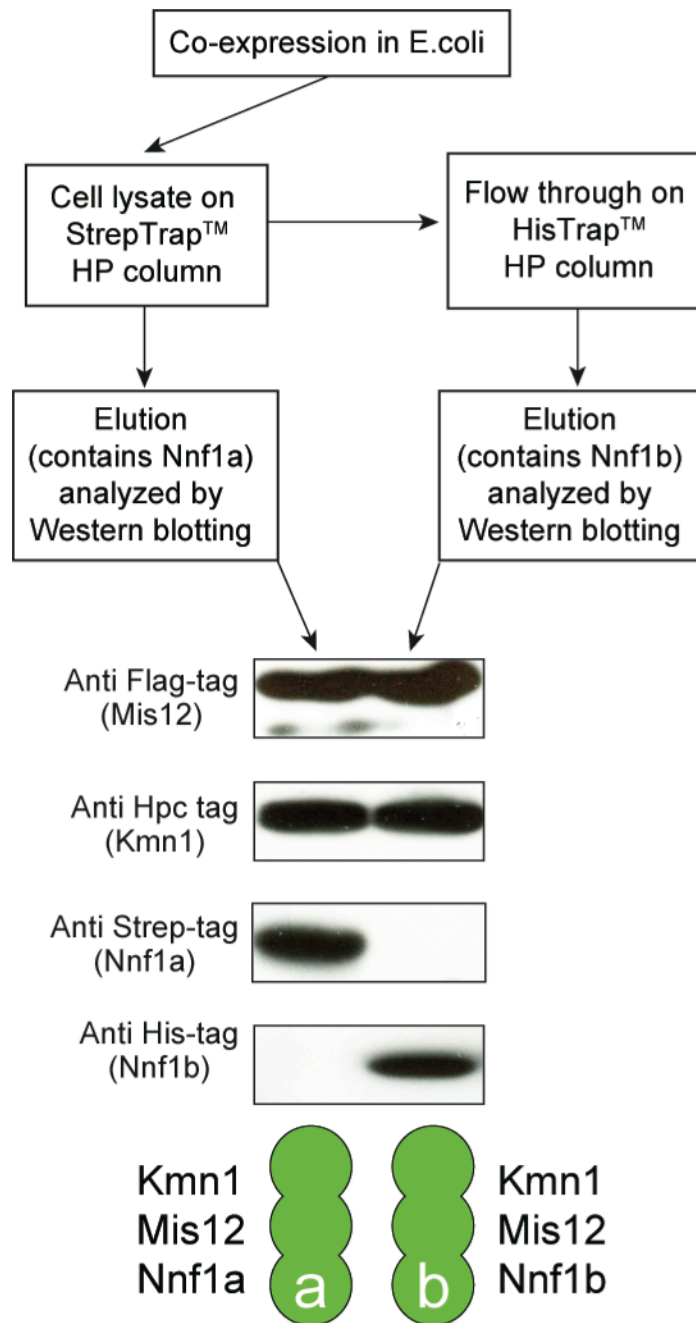 Co-expression in E.coli
Cell lysate on
StrepTrap™
HP column
Flow through on
HisTrap™
HP column
Elution
(contains Nnf1a)
analyzed by
Western blotting
Elution
(contains Nnf1b)
analyzed by
Western blotting
Anti Flag-tag
(Mis12)
Anti Hpc tag
(Kmn1)
Anti Strep-tag
(Nnf1a)
Anti His-tag
(Nnf1b)
Kmn1
Mis12
Nnf1a
a
b
Kmn1
Mis12
Nnf1b